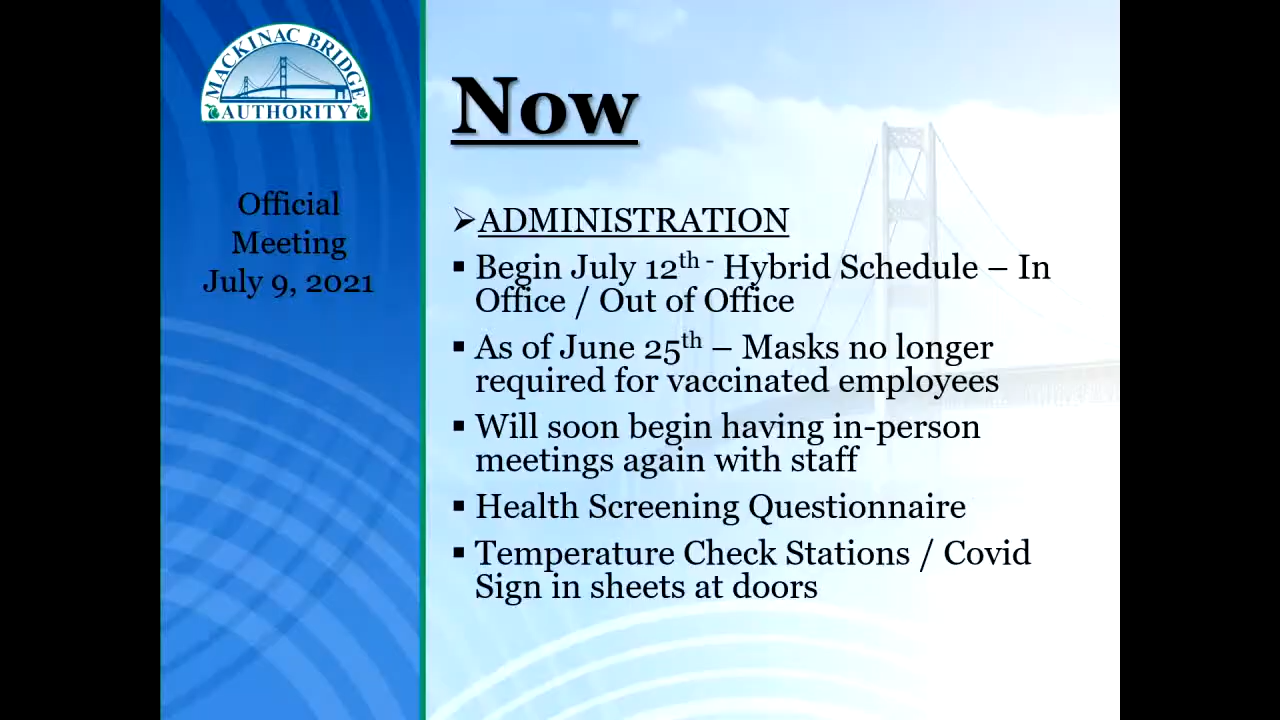 MACKINAC BRIDGE
AUTHORITY
Official
Meeting
July 9, 2021
Now
➢ADMINISTRATION
▪ Begin July 12th - Hybrid Schedule – In
Office / Out of Office
▪ As of June 25th – Masks no longer
required for vaccinated employees
▪ Will soon begin having in-person
meetings again with staff
▪ Health Screening Questionnaire
▪ Temperature Check Stations / Covid
Sign in sheets at doors